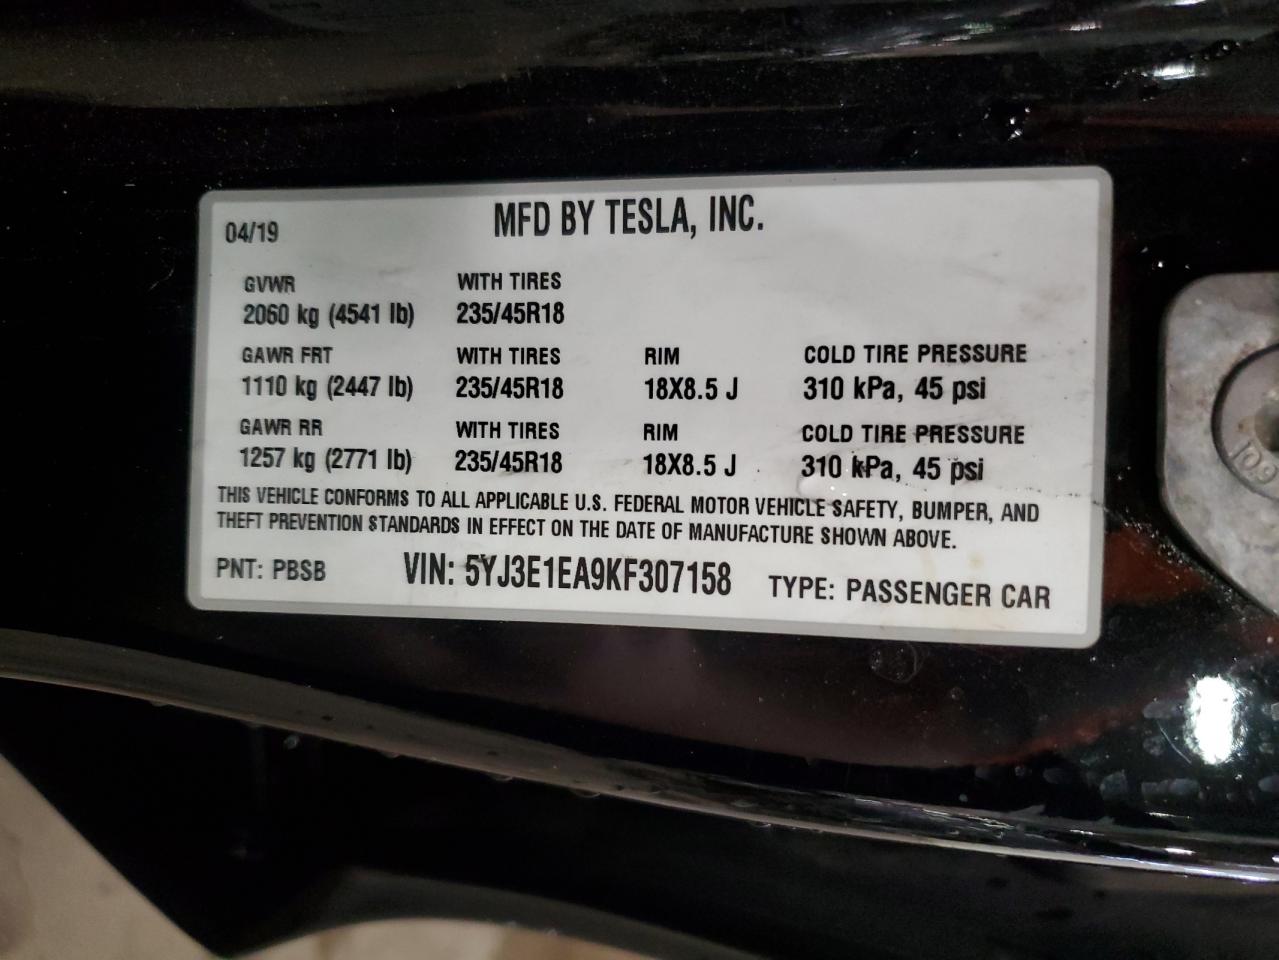 04/19 MFD BY TESLA, INC.
GVWR WITH TIRES
2060 kg (4541 lb) 235/45R18
GAWR FRT WITH TIRES RIM COLD TIRE PRESSURE
1110 kg (2447 lb) 235/45R18 18X8.5 J 310 kPa, 45 psi
GAWR RR WITH TIRES RIM COLD TIRE PRESSURE
1257 kg (2771 lb) 235/45R18 18X8.5 J 310 kPa, 45 psi
THIS VEHICLE CONFORMS TO ALL APPLICABLE U.S. FEDERAL MOTOR VEHICLE SAFETY, BUMPER, AND
THEFT PREVENTION STANDARDS IN EFFECT ON THE DATE OF MANUFACTURE SHOWN ABOVE.
PNT: PBSB VIN: 5YJ3E1EA9KF307158 TYPE: PASSENGER CAR